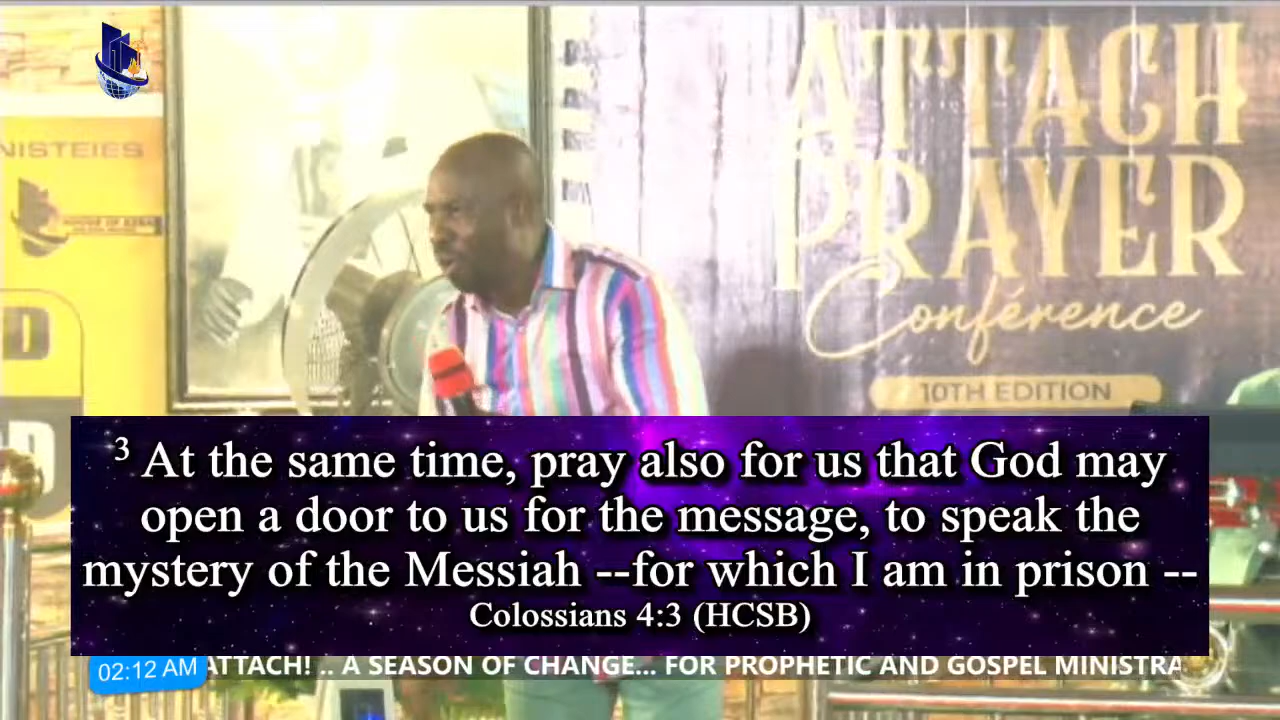 NISTEIES
ATTACH
PRAYER
Conférence
10TH EDITION
D
D
3 At the same time, pray also for us that God may
open a door to us for the message, to speak the
mystery of the Messiah --for which I am in prison --
Colossians 4:3 (HCSB)
02:12 AM
ATTACH! .. A SEASON OF CHANGE... FOR PROPHETIC AND GOSPEL MINISTRA